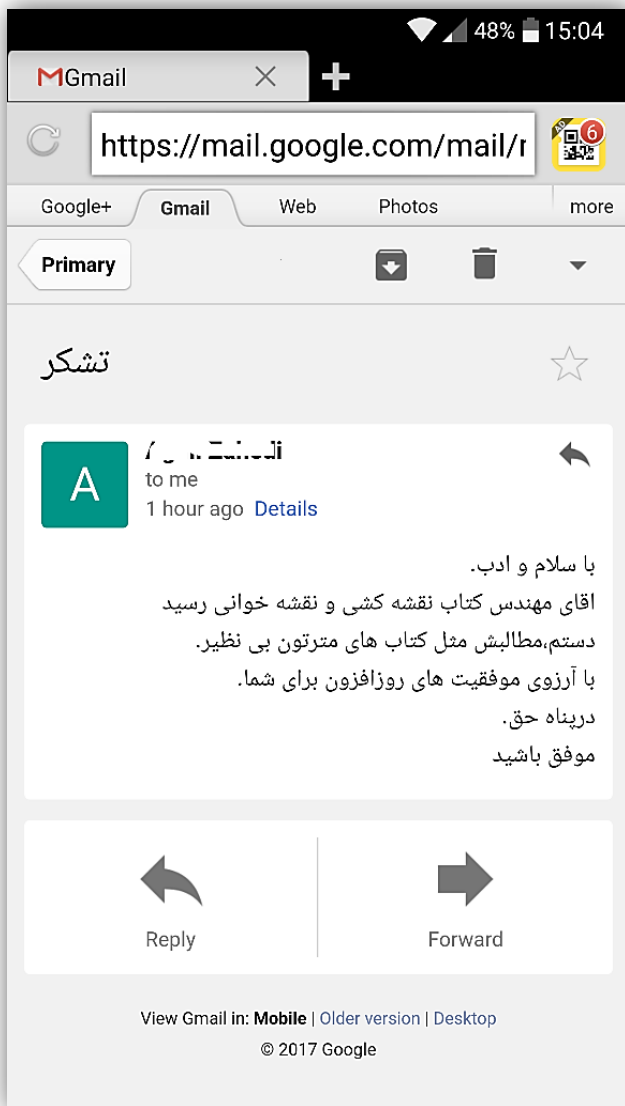 48% 15:04
Gmail
https://mail.google.com/mail/
AD 6
Google+ Gmail Web Photos more
Primary
تشکر
A
to me
1 hour ago Details
با سلام و ادب.
اقای مهندس کتاب نقشه کشی و نقشه خوانی رسید
دستم،مطالبش مثل کتاب های مترتون بی نظیر.
با آرزوی موفقیت های روزافزون برای شما.
درپناه حق.
موفق باشید
Reply Forward
View Gmail in: Mobile | Older version | Desktop
© 2017 Google